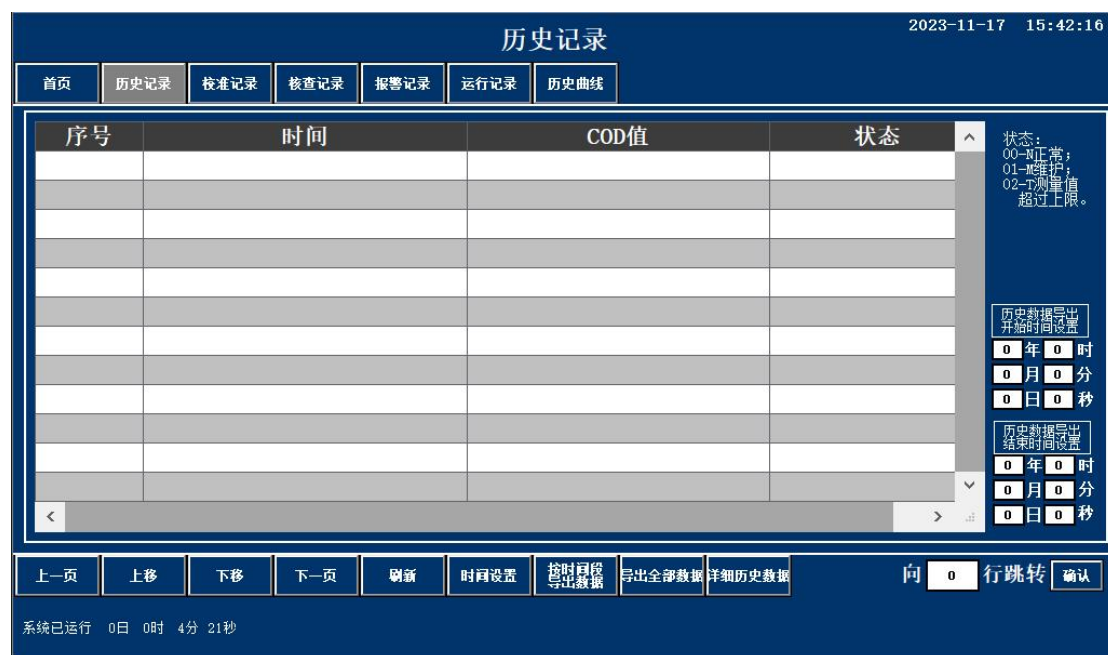 历史记录
2023-11-17 15:42:16
首页 历史记录 校准记录 核查记录 报警记录 运行记录 历史曲线
序号 时间 COD值 状态
状态:
00-N正常;
01-M维护;
02-T测量值
超过上限。
历史数据导出
开始时间设置
0 年 0 时
0 月 0 分
0 日 0 秒
历史数据导出
结束时间设置
0 年 0 时
0 月 0 分
0 日 0 秒
上一页 上移 下移 下一页 刷新 时间设置 按时间段导出数据 导出全部数据 详细历史数据 向 0 行跳转 确认
系统已运行 0日 0时 4分 21秒